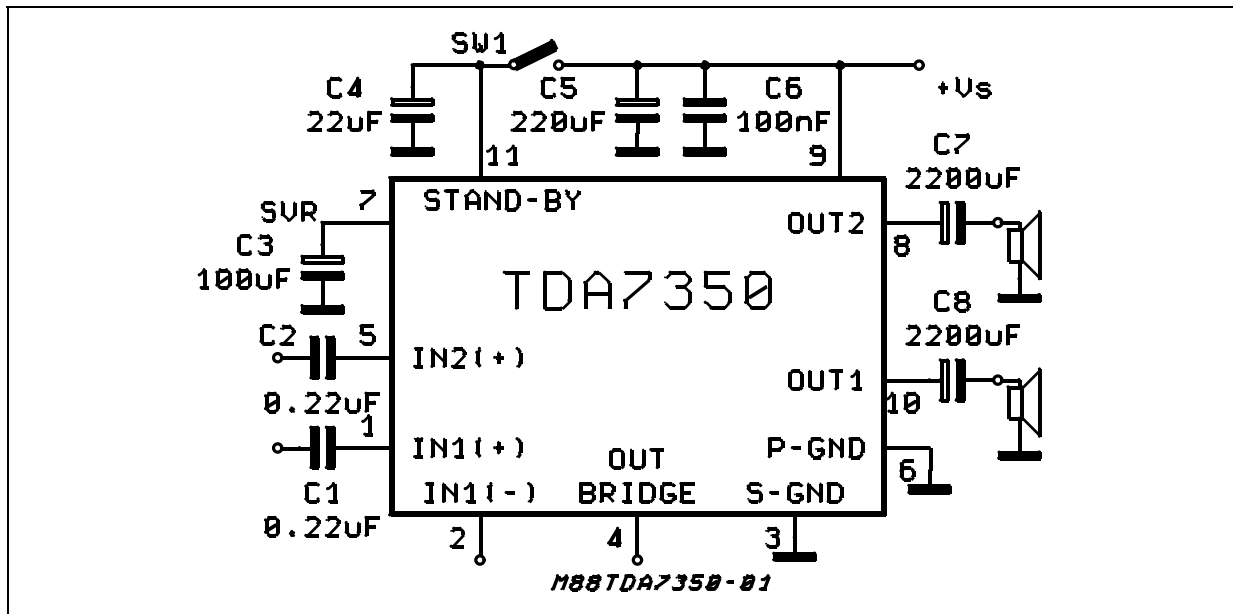 SW1
C4
22uF
C5
220uF
C6
100nF
+Vs
11
9
C7
2200uF
7
STAND-BY
SVR
OUT2
8
C3
100uF
TDA7350
C8
2200uF
C2
5
IN2(+)
0.22uF
OUT1
10
1
IN1(+)
OUT
BRIDGE
P-GND
6
C1
0.22uF
IN1(-)
S-GND
2
4
3
M88TDA7350-01